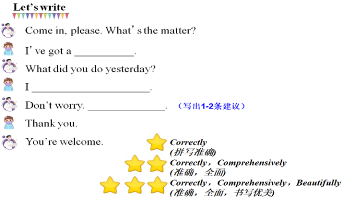 Let's write
Come in, please. What's the matter?
I've got a __________.
What did you do yesterday?
I ____________________.
Don't worry. _____________. （写出1-2条建议）
Thank you.
You're welcome.
Correctly
(拼写准确)
Correctly，Comprehensively
(准确，全面)
Correctly，Comprehensively，Beautifully
(准确，全面，书写优美)